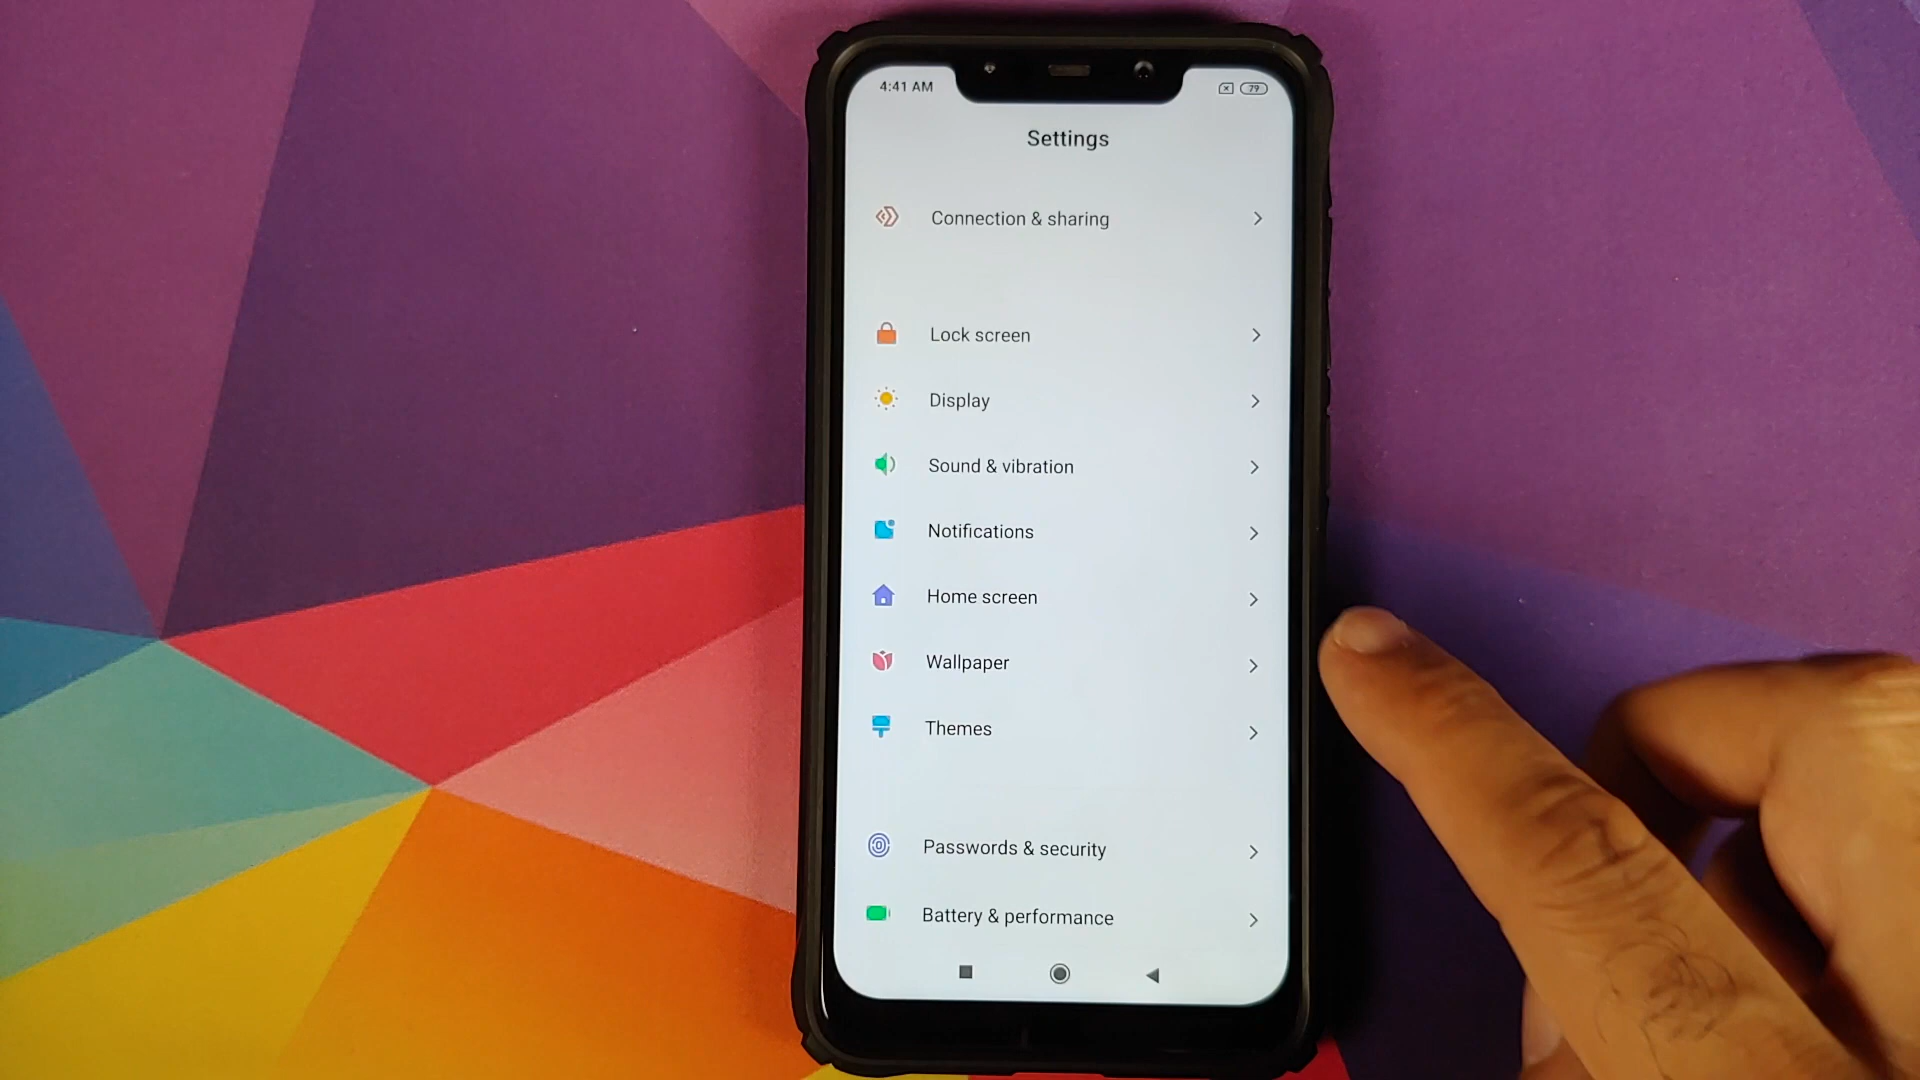 4:41 AM
79
Settings
Connection & sharing
Lock screen
Display
Sound & vibration
Notifications
Home screen
Wallpaper
Themes
Passwords & security
Battery & performance